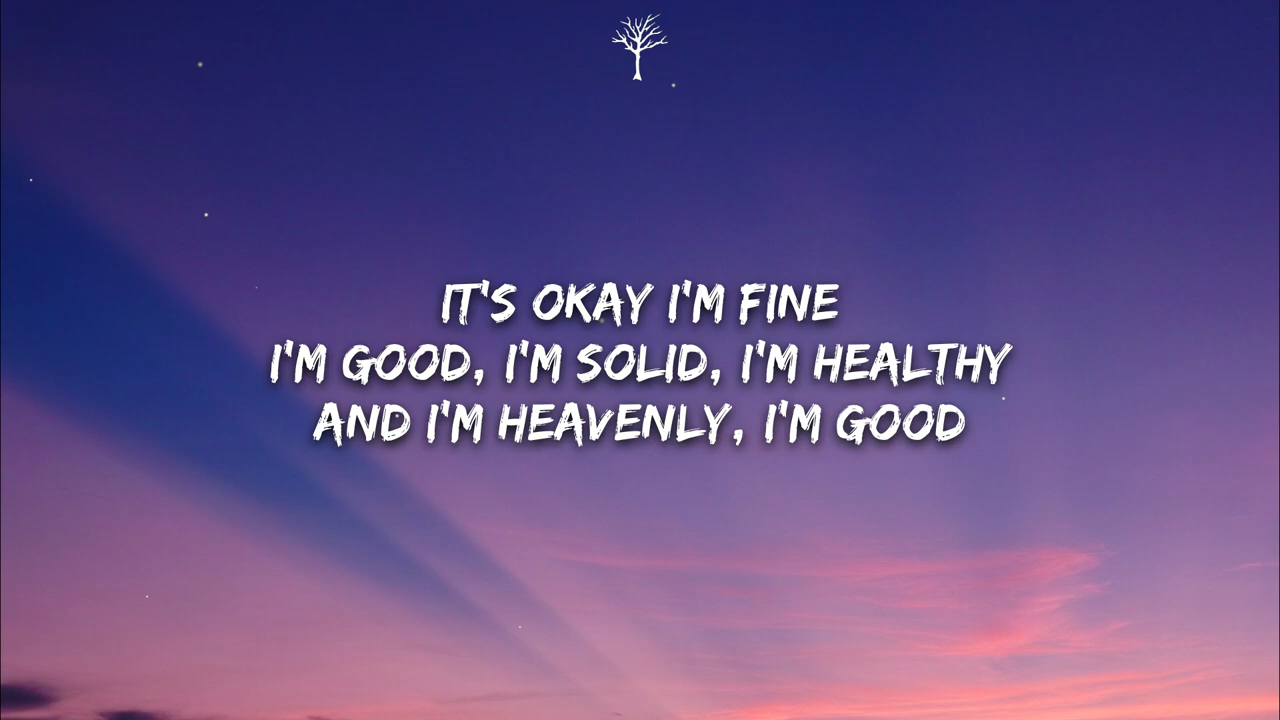 IT'S OKAY I'M FINE
I'M GOOD, I'M SOLID, I'M HEALTHY
AND I'M HEAVENLY, I'M GOOD